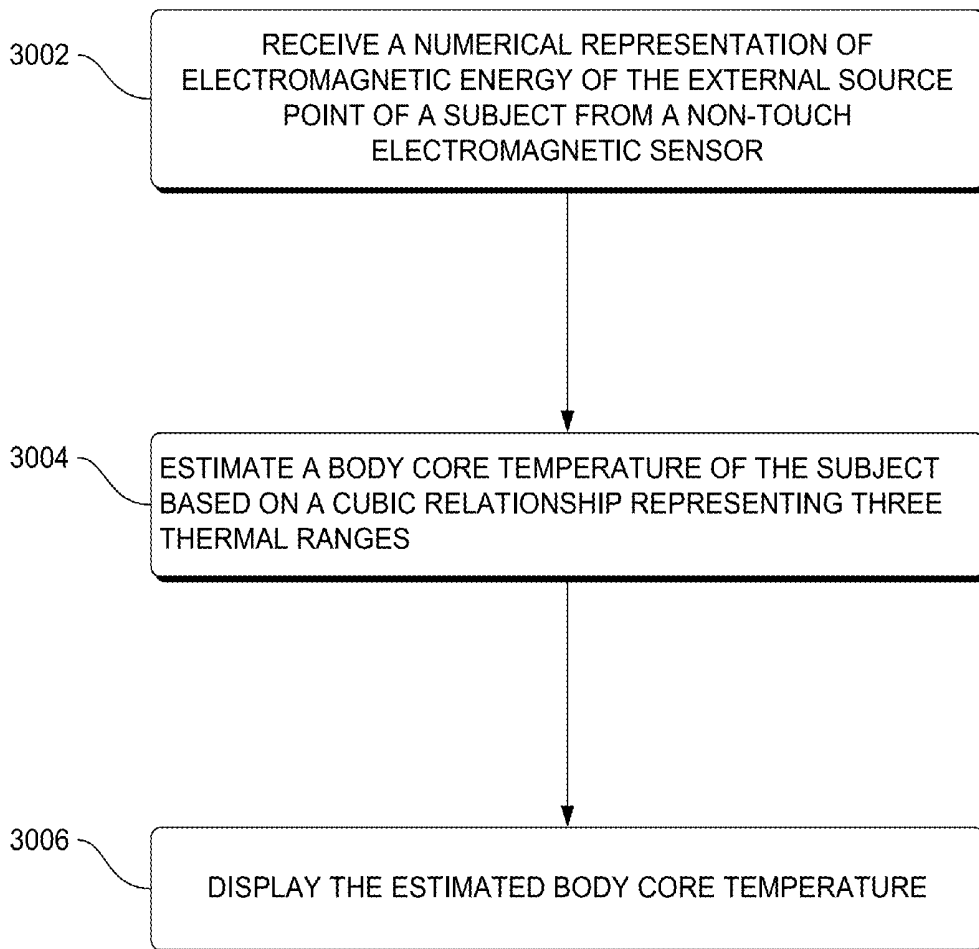 3002
RECEIVE A NUMERICAL REPRESENTATION OF
ELECTROMAGNETIC ENERGY OF THE EXTERNAL SOURCE
POINT OF A SUBJECT FROM A NON-TOUCH
ELECTROMAGNETIC SENSOR
3004
ESTIMATE A BODY CORE TEMPERATURE OF THE SUBJECT
BASED ON A CUBIC RELATIONSHIP REPRESENTING THREE
THERMAL RANGES
3006
DISPLAY THE ESTIMATED BODY CORE TEMPERATURE